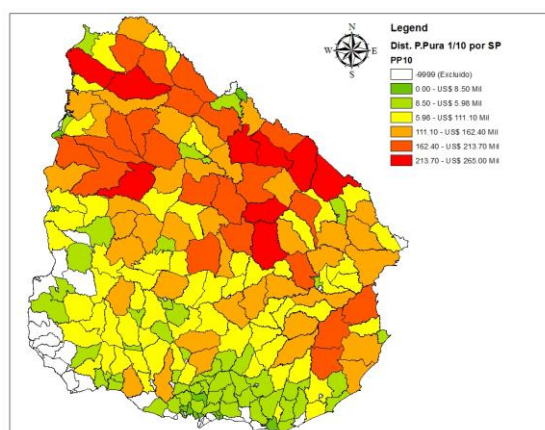 N
W
E
S
Legend
Dist. P.Pura 1/10 por SP
PP10
-9999 (Excluido)
0.00 - US$ 8.50 Mil
8.50 - US$ 5.98 Mil
5.98 - US$ 111.10 Mil
111.10 - US$ 162.40 Mil
162.40 - US$ 213.70 Mil
213.70 - US$ 265.00 Mil